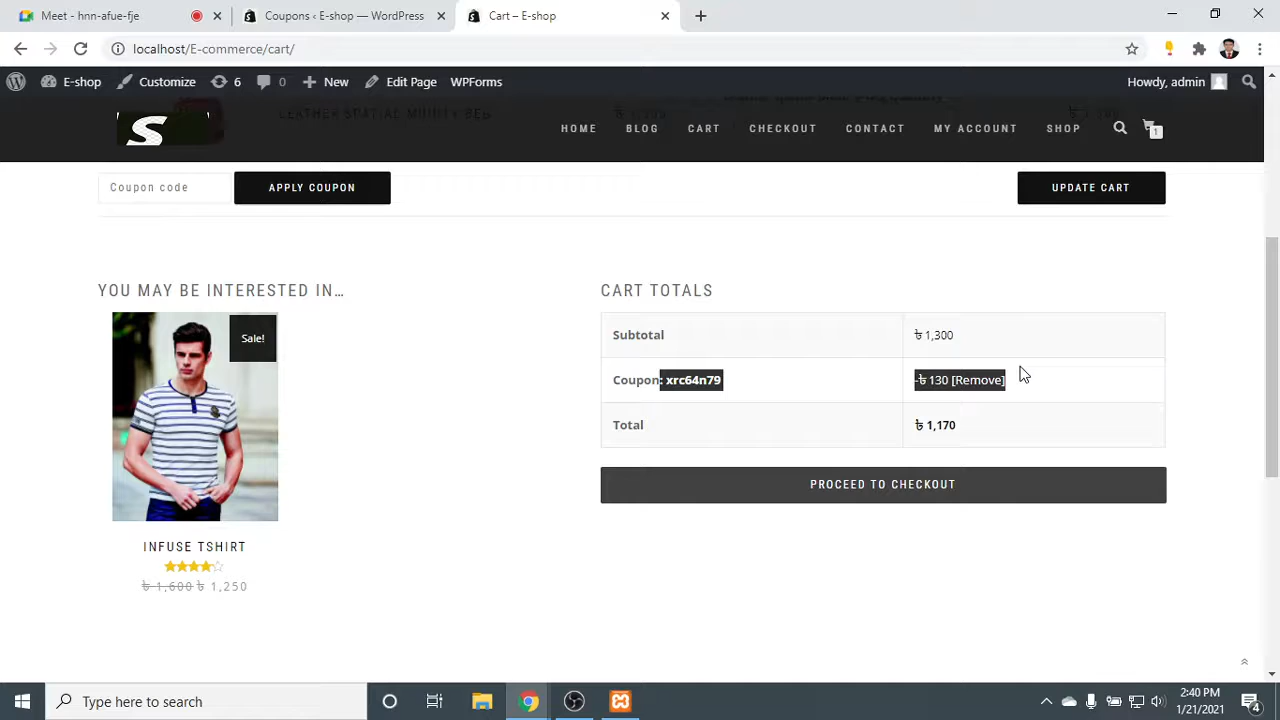 Meet - hnn-afue-fje
Coupons ‹ E-shop — WordPress
Cart – E-shop
localhost/E-commerce/cart/
E-shop
Customize
6
0
New
Edit Page
WPForms
Howdy, admin
S
HOME
BLOG
CART
CHECKOUT
CONTACT
MY ACCOUNT
SHOP
1
Coupon code
APPLY COUPON
UPDATE CART
YOU MAY BE INTERESTED IN…
Sale!
INFUSE TSHIRT
৳ 1,600 ৳ 1,250
CART TOTALS
Subtotal ৳ 1,300
Coupon: xrc64n79 -৳ 130 [Remove]
Total ৳ 1,170
PROCEED TO CHECKOUT
Type here to search
2:40 PM
1/21/2021
4